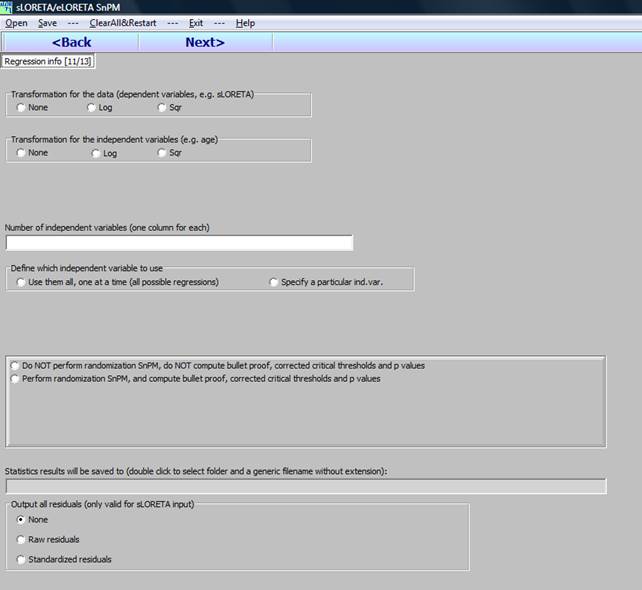 sLORETA/eLORETA SnPM
Open Save --- ClearAll&Restart --- Exit --- Help
<Back Next>
Regression info [11/13]
Transformation for the data (dependent variables, e.g. sLORETA)
None Log Sqr
Transformation for the independent variables (e.g. age)
None Log Sqr
Number of independent variables (one column for each)
Define which independent variable to use
Use them all, one at a time (all possible regressions) Specify a particular ind.var.
Do NOT perform randomization SnPM, do NOT compute bullet proof, corrected critical thresholds and p values
Perform randomization SnPM, and compute bullet proof, corrected critical thresholds and p values
Statistics results will be saved to (double click to select folder and a generic filename without extension):
Output all residuals (only valid for sLORETA input)
None
Raw residuals
Standardized residuals